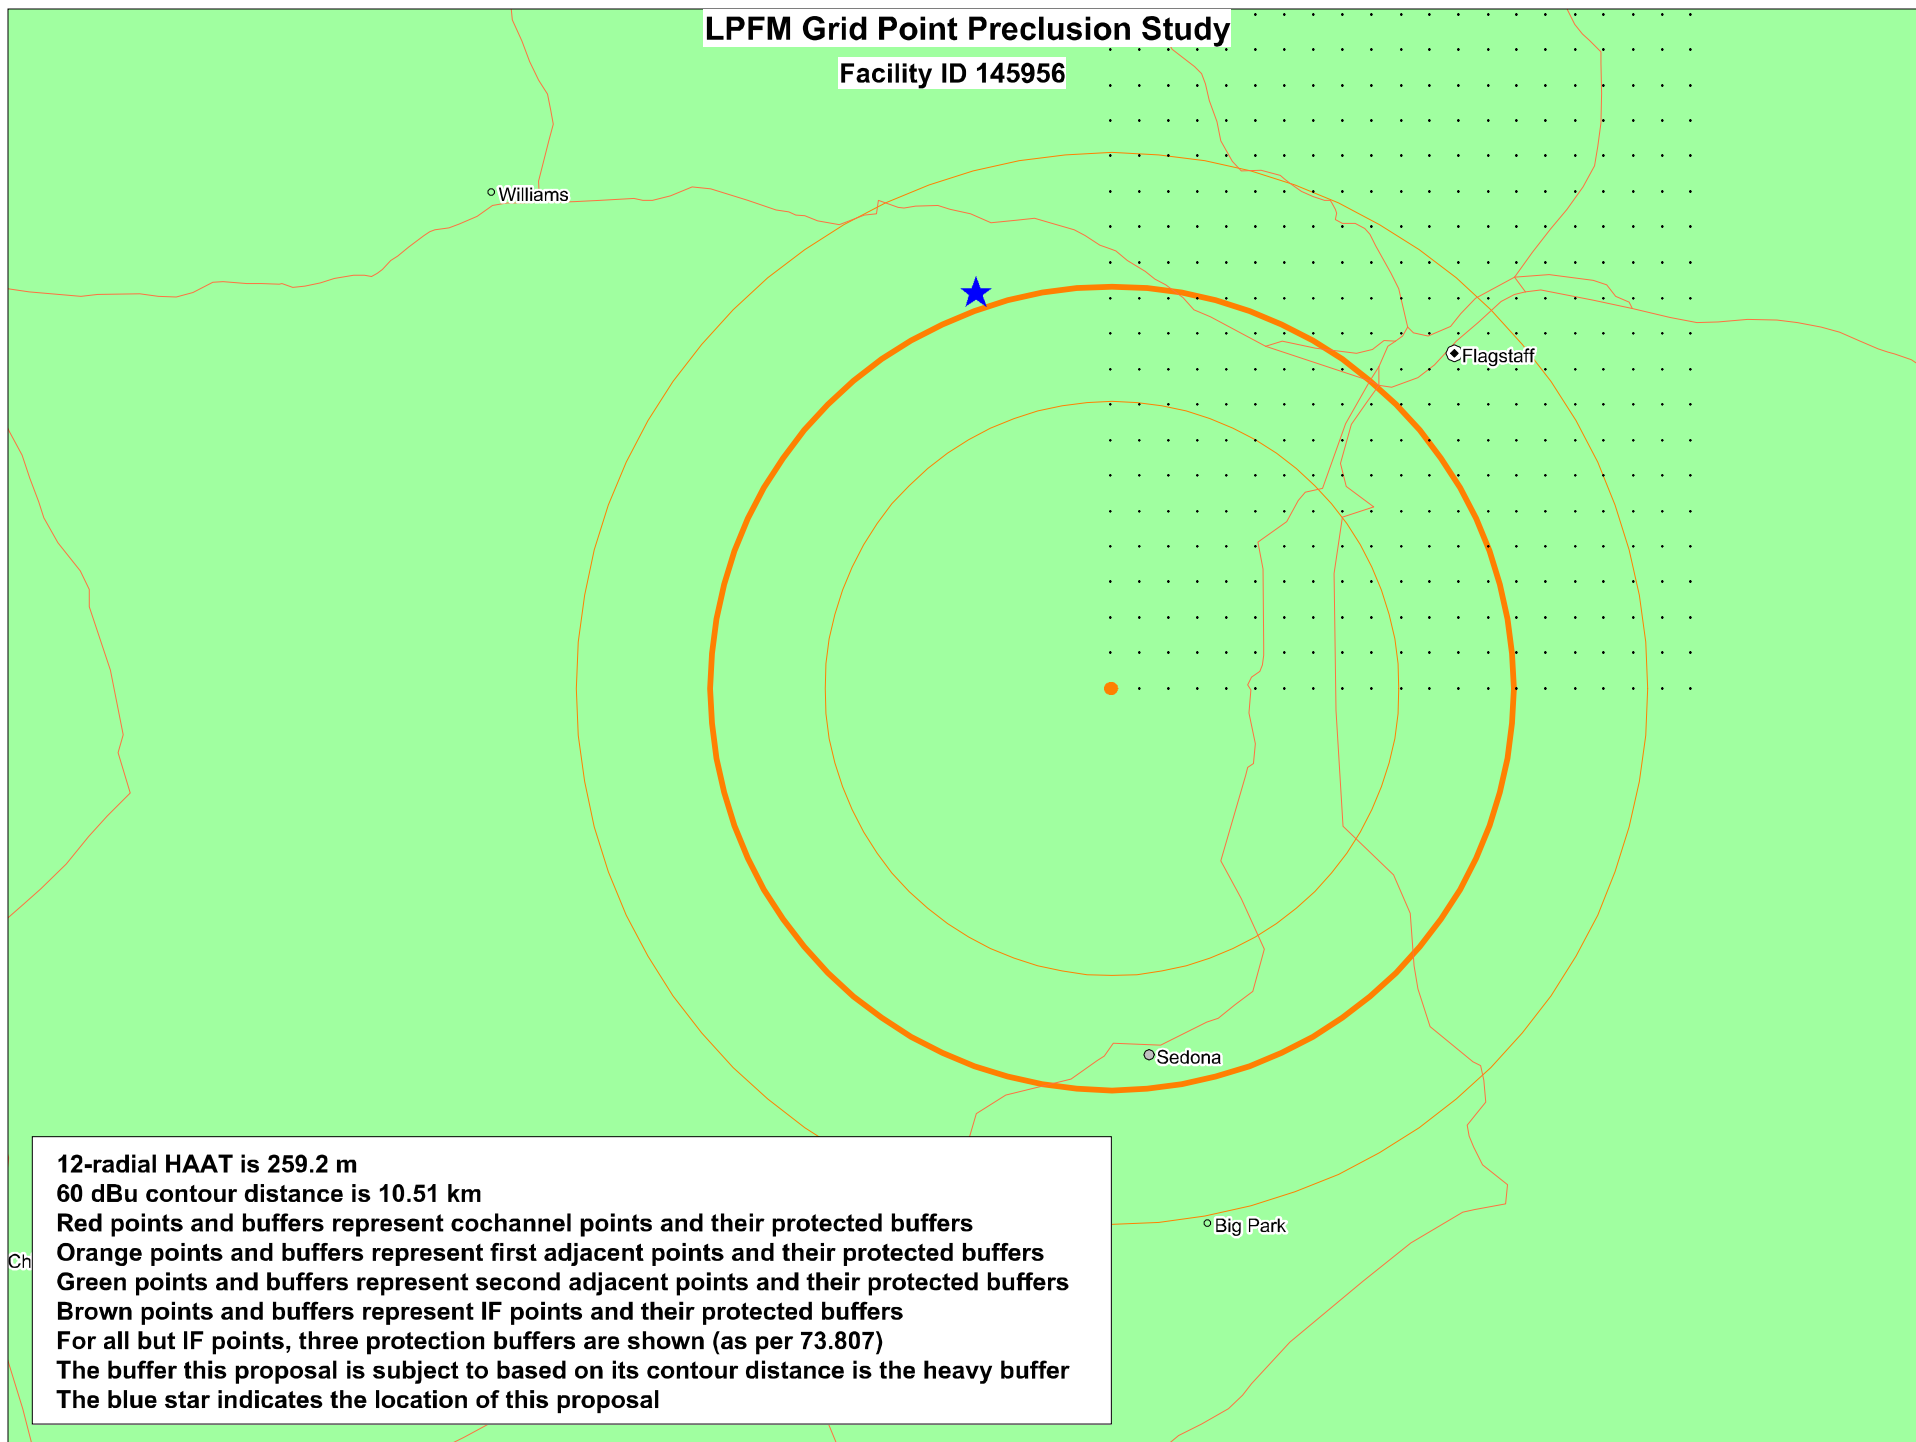 LPFM Grid Point Preclusion Study
Facility ID 145956
Williams
Flagstaff
Sedona
Big Park
Ch
12-radial HAAT is 259.2 m
60 dBu contour distance is 10.51 km
Red points and buffers represent cochannel points and their protected buffers
Orange points and buffers represent first adjacent points and their protected buffers
Green points and buffers represent second adjacent points and their protected buffers
Brown points and buffers represent IF points and their protected buffers
For all but IF points, three protection buffers are shown (as per 73.807)
The buffer this proposal is subject to based on its contour distance is the heavy buffer
The blue star indicates the location of this proposal